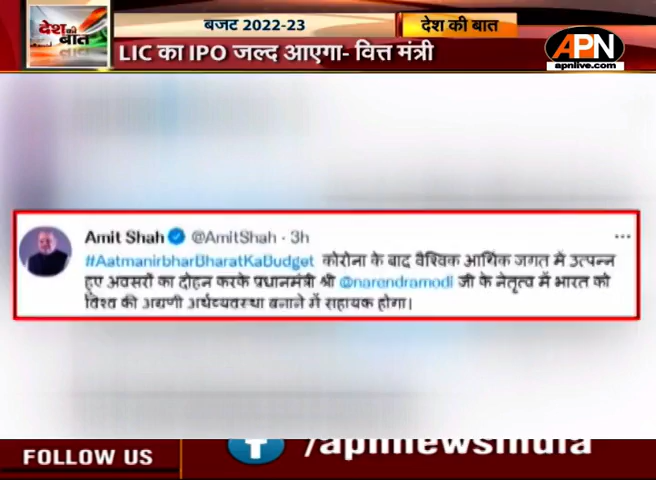 देश की
बात
बजट 2022-23
देश की बात
LIC का IPO जल्द आएगा- वित्त मंत्री
APN
apnlive.com
Amit Shah @AmitShah · 3h
#AatmanirbharBharatKaBudget कोरोना के बाद वैश्विक आर्थिक जगत में उत्पन्न
हुए अवसरों का दोहन करके प्रधानमंत्री श्री @narendramodi जी के नेतृत्व में भारत को
विश्व की अग्रणी अर्थव्यवस्था बनाने में सहायक होगा।
FOLLOW US
f /apnnewsindia